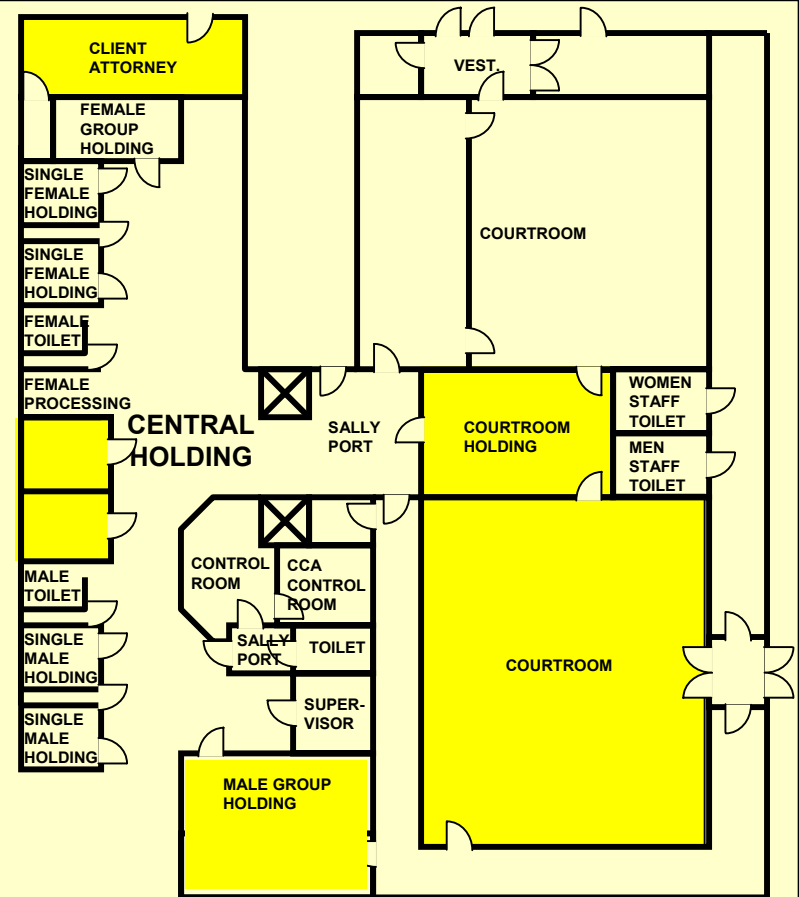 CLIENT
ATTORNEY
VEST.
FEMALE
GROUP
HOLDING
SINGLE
FEMALE
HOLDING
COURTROOM
SINGLE
FEMALE
HOLDING
FEMALE
TOILET
FEMALE
PROCESSING
CENTRAL
HOLDING
SALLY
PORT
COURTROOM
HOLDING
WOMEN
STAFF
TOILET
MEN
STAFF
TOILET
CONTROL
ROOM
CCA
CONTROL
ROOM
MALE
TOILET
SALLY
PORT
TOILET
SINGLE
MALE
HOLDING
COURTROOM
SUPER-
VISOR
SINGLE
MALE
HOLDING
MALE GROUP
HOLDING